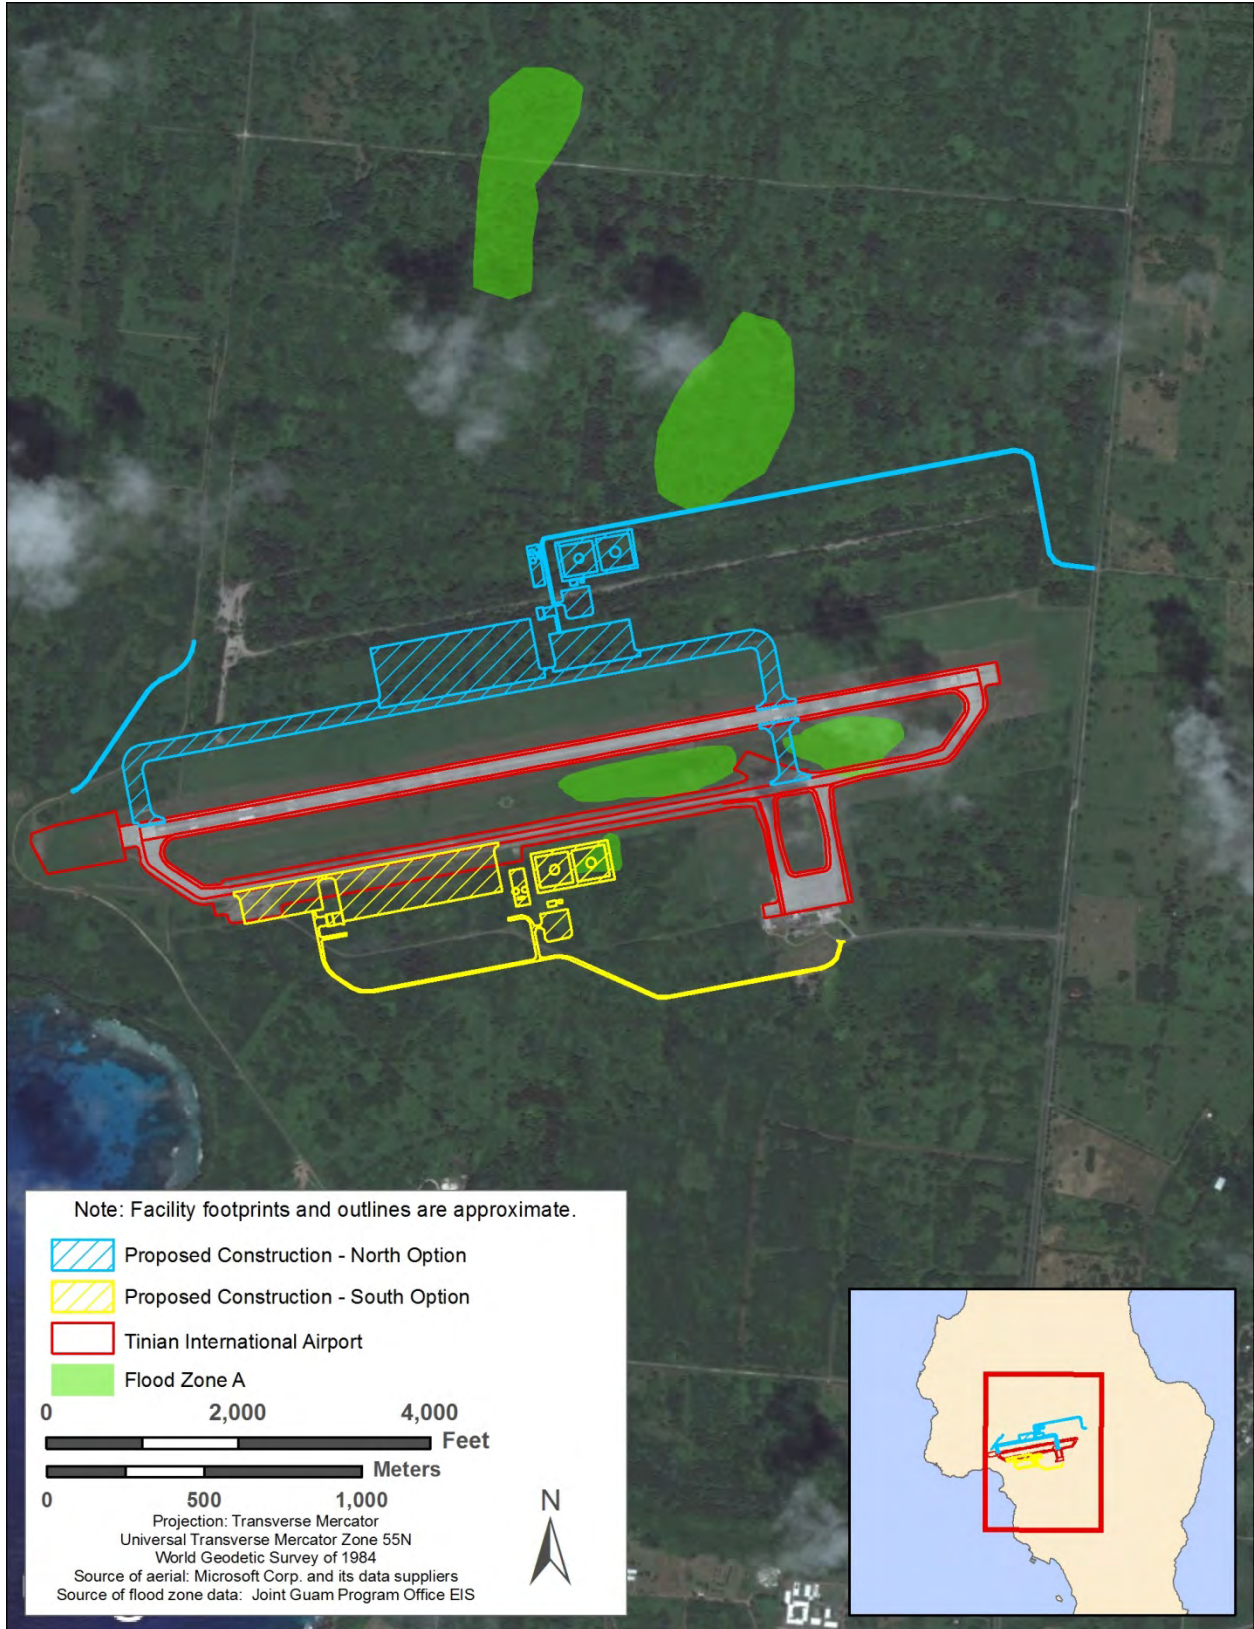 Note: Facility footprints and outlines are approximate.
Proposed Construction - North Option
Proposed Construction - South Option
Tinian International Airport
Flood Zone A
0 2,000 4,000
Feet
Meters
0 500 1,000
N
Projection: Transverse Mercator
Universal Transverse Mercator Zone 55N
World Geodetic Survey of 1984
Source of aerial: Microsoft Corp. and its data suppliers
Source of flood zone data: Joint Guam Program Office EIS